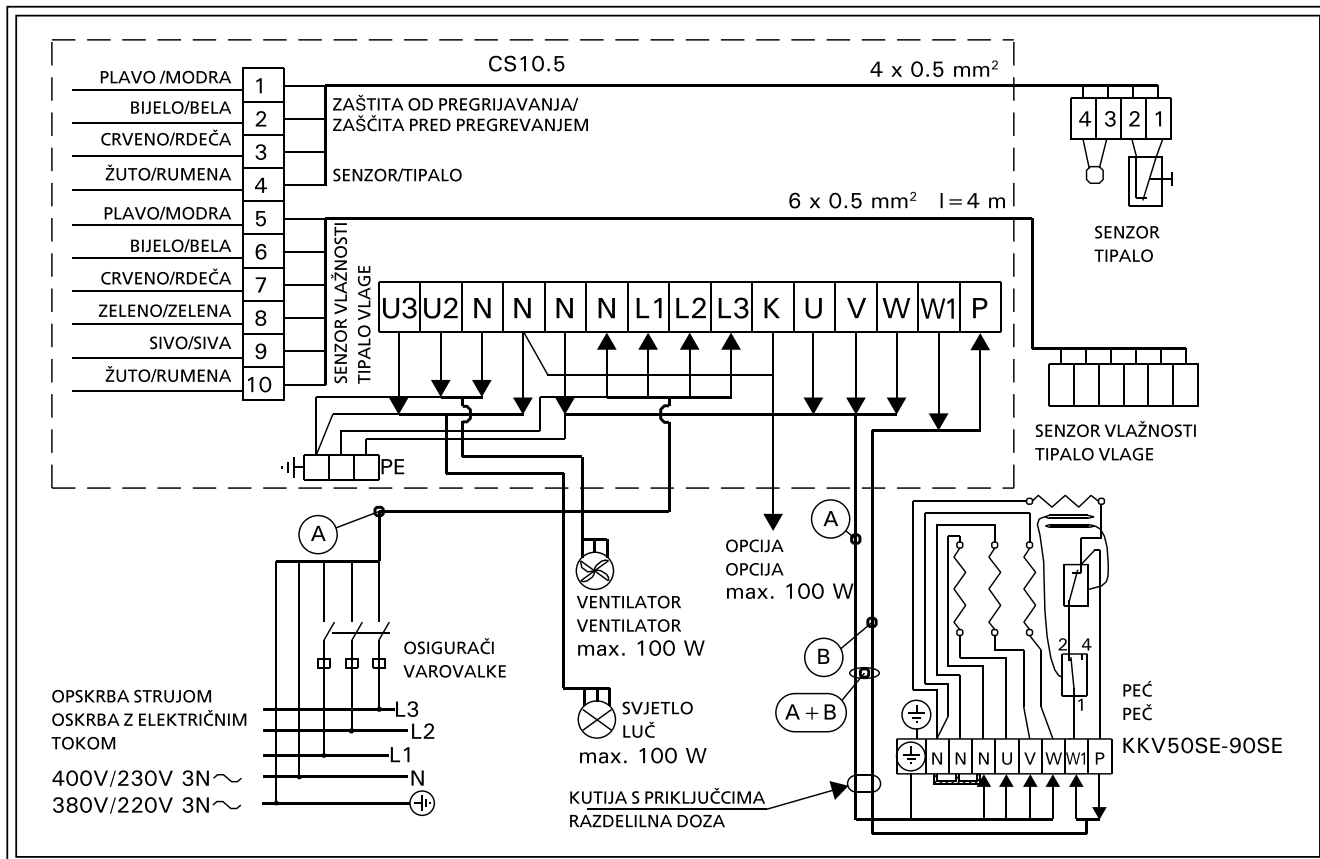 CS10.5
4 x 0.5 mm²
PLAVO /MODRA
1
BIJELO/BELA
2
CRVENO/RDEČA
3
ŽUTO/RUMENA
4
PLAVO/MODRA
5
BIJELO/BELA
6
CRVENO/RDEČA
7
ZELENO/ZELENA
8
SIVO/SIVA
9
ŽUTO/RUMENA
10
ZAŠTITA OD PREGRIJAVANJA/
ZAŠČITA PRED PREGREVANJEM
SENZOR/TIPALO
4 3 2 1
SENZOR
TIPALO
6 x 0.5 mm² l=4 m
SENZOR VLAŽNOSTI
TIPALO VLAGE
U3 U2 N N N N L1 L2 L3 K U V W W1 P
SENZOR VLAŽNOSTI
TIPALO VLAGE
PE
A
A
OPCIJA
OPCIJA
max. 100 W
VENTILATOR
VENTILATOR
max. 100 W
B
A+B
OSIGURAČI
VAROVALKE
SVJETLO
LUČ
max. 100 W
OPSKRBA STRUJOM
OSKRBA Z ELEKTRIČNIM
TOKOM
L3
L2
L1
400V/230V 3N~
N
380V/220V 3N~
KUTIJA S PRIKLJUČCIMA
RAZDELILNA DOZA
2 4
1
PEĆ
PEČ
KKV50SE-90SE
N N N U V W W1 P